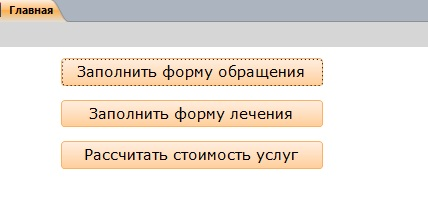 Главная
Заполнить форму обращения
Заполнить форму лечения
Рассчитать стоимость услуг